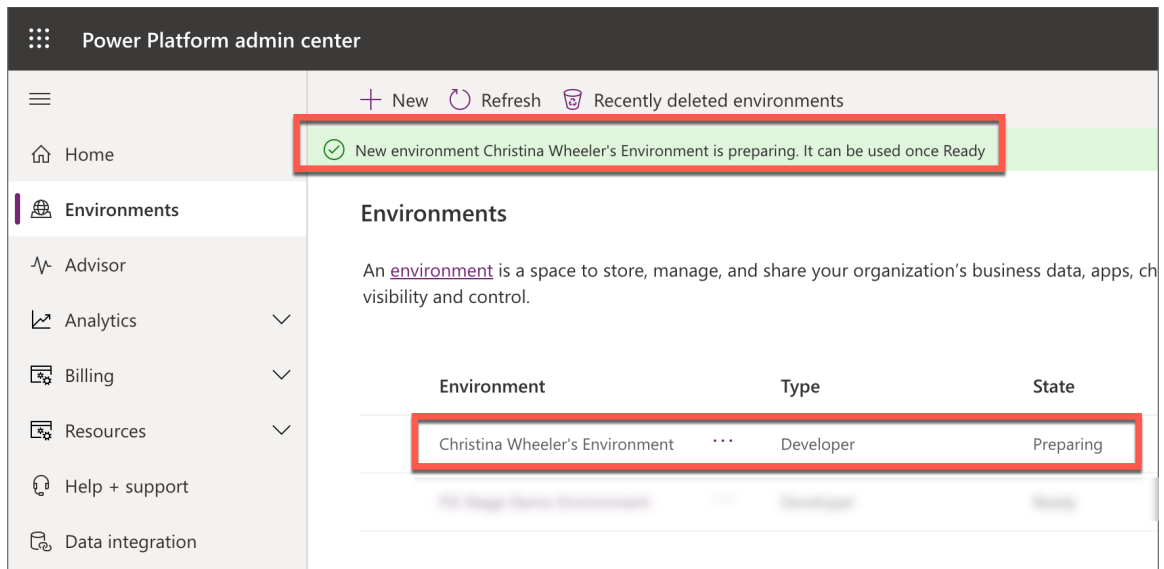 Power Platform admin center
New
Refresh
Recently deleted environments
New environment Christina Wheeler's Environment is preparing. It can be used once Ready
Home
Environments
Advisor
Analytics
Billing
Resources
Help + support
Data integration
Environments
An environment is a space to store, manage, and share your organization’s business data, apps, ch
visibility and control.
Environment Type State
Christina Wheeler's Environment ··· Developer Preparing